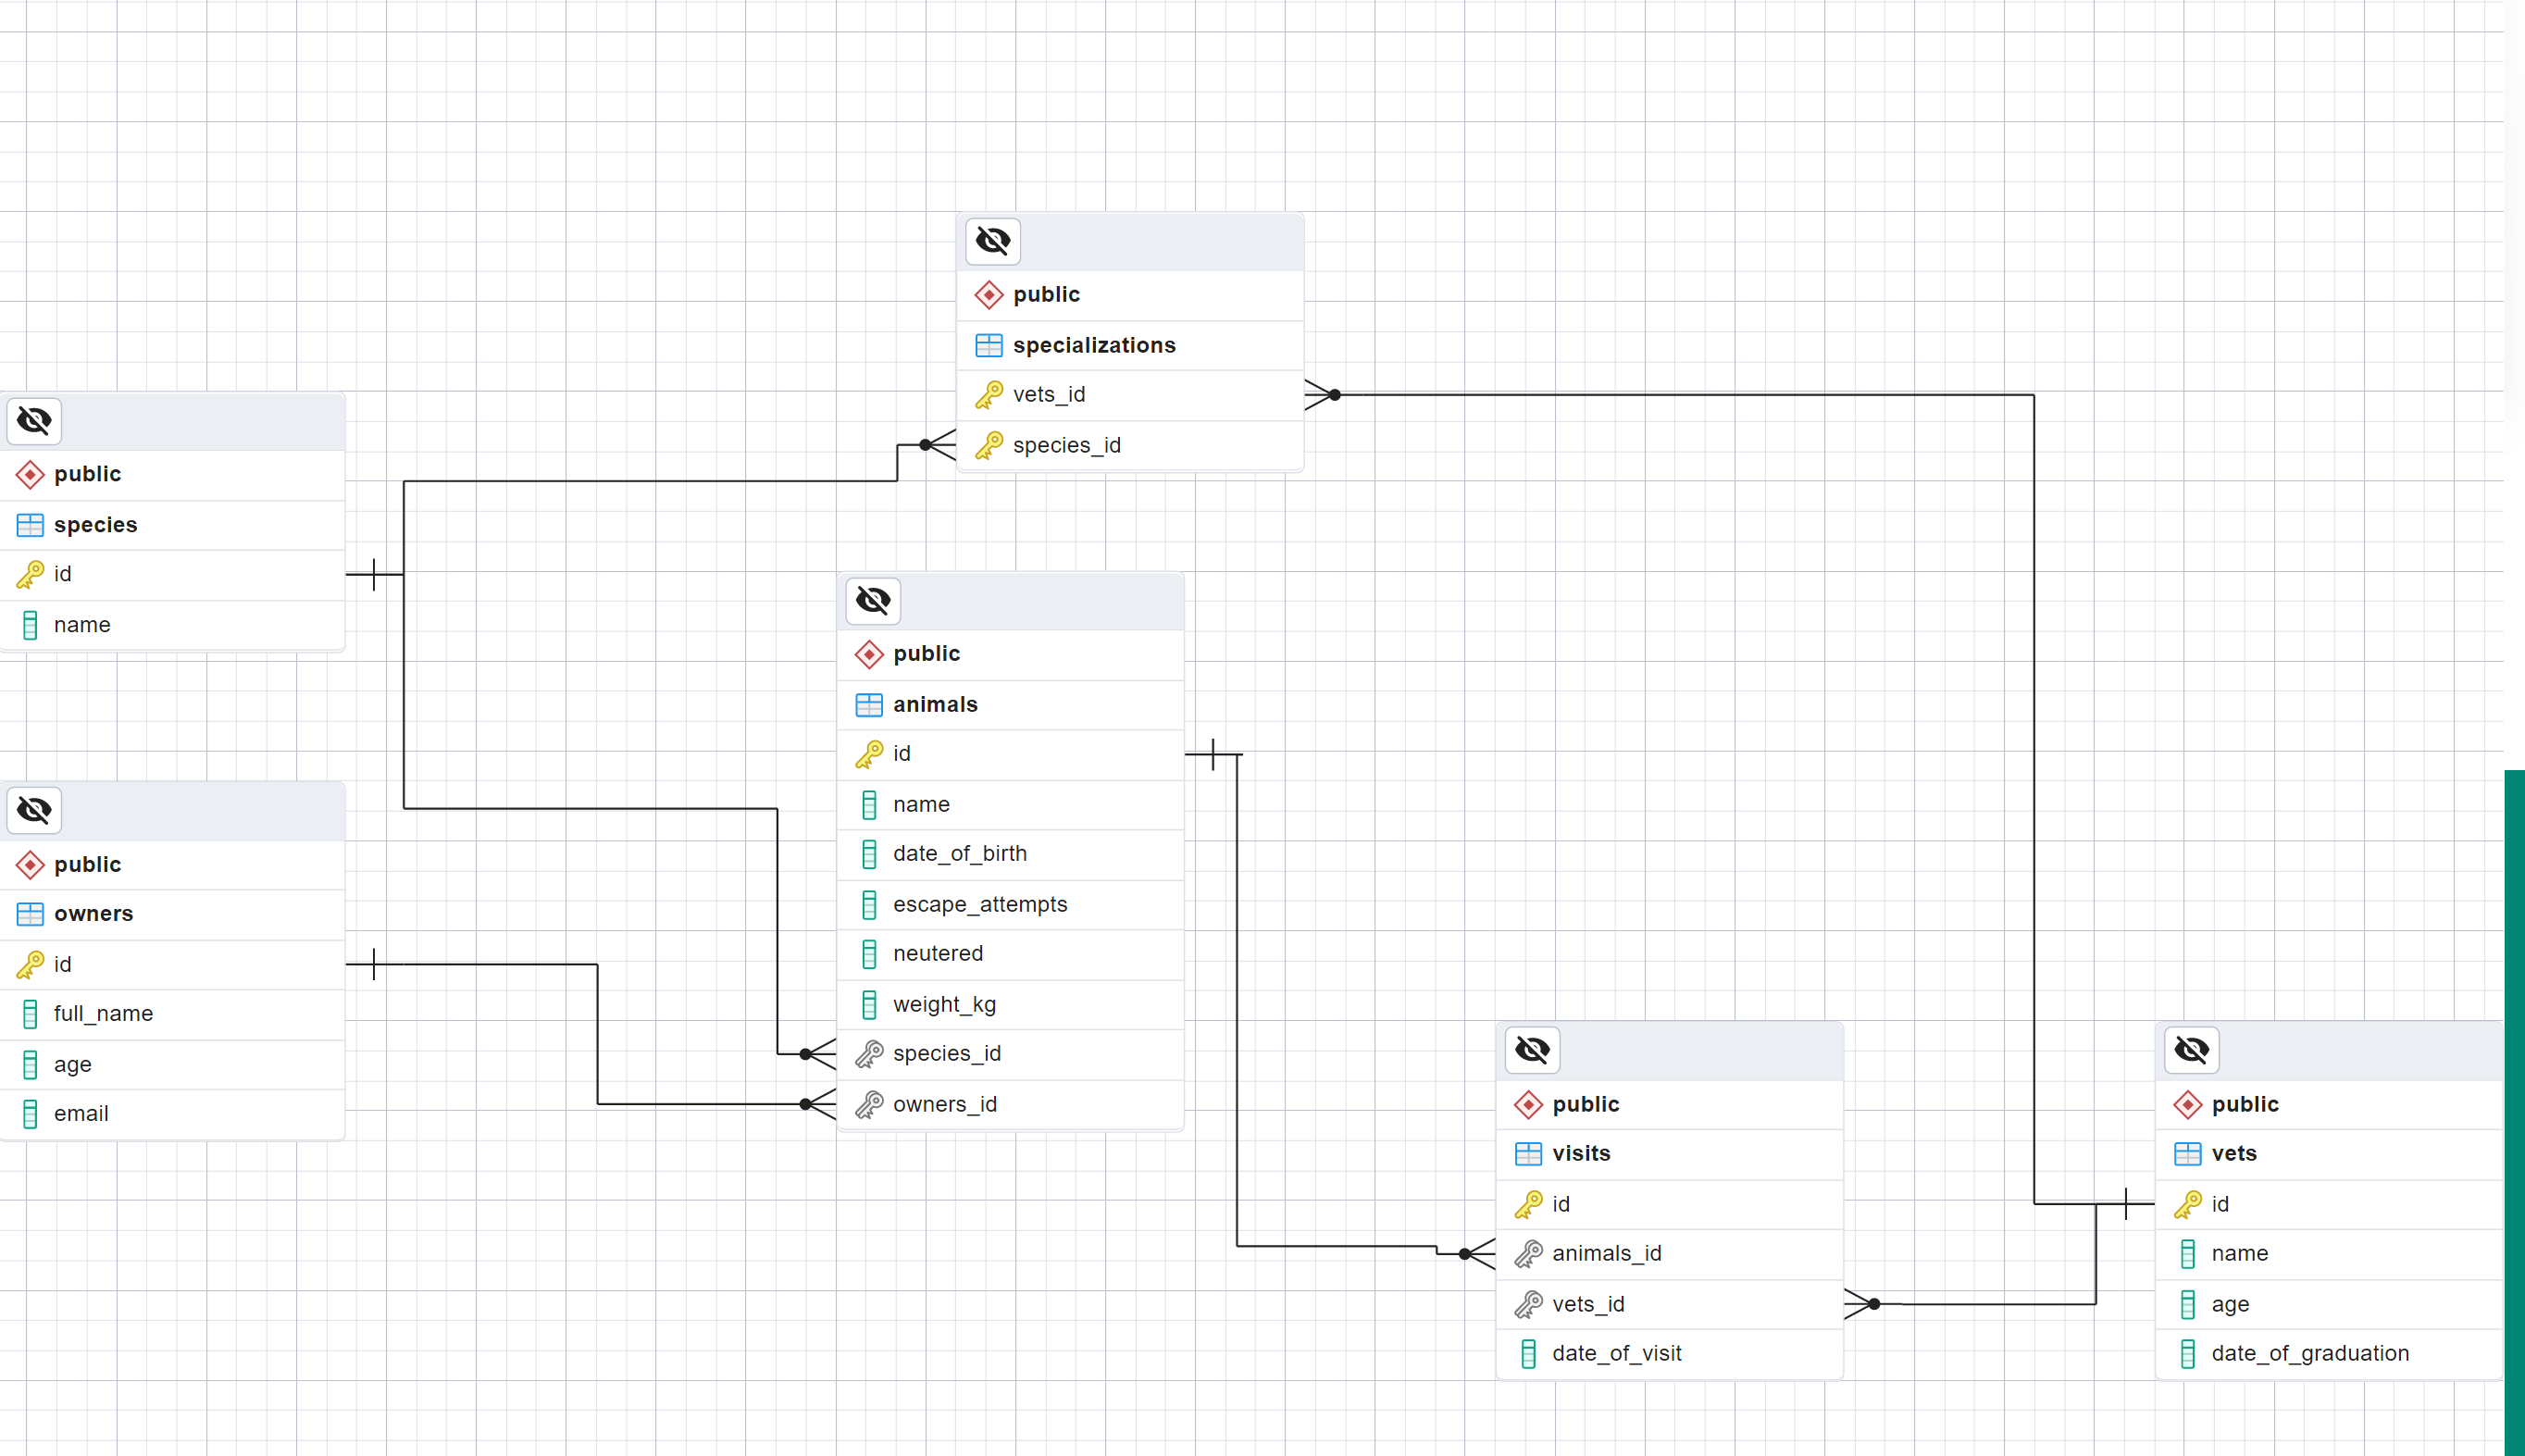 public
specializations
vets_id
species_id
public
species
id
name
public
animals
id
name
date_of_birth
escape_attempts
neutered
weight_kg
species_id
owners_id
public
owners
id
full_name
age
email
public
visits
id
animals_id
vets_id
date_of_visit
public
vets
id
name
age
date_of_graduation